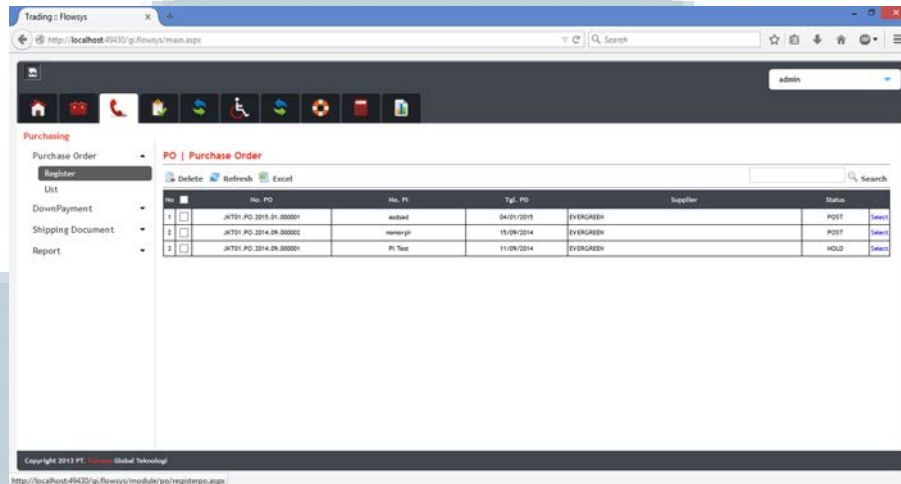 Trading :: Flowsys
http://localhost:49430/gi.flowsys/main.aspx
Search
admin
Purchasing
Purchase Order
Register
List
DownPayment
Shipping Document
Report
PO | Purchase Order
Delete Refresh Excel
Search
No No. PO No. PI Tgl. PO Supplier Status
1 JKT01.PO.2015.01.000001 asdsad 04/01/2015 EVERGREEN POST Select
2 JKT01.PO.2014.09.000002 nomorpi 15/09/2014 EVERGREEN POST Select
3 JKT01.PO.2014.09.000001 PI Test 11/09/2014 EVERGREEN HOLD Select
Copyright 2013 PT. Global Teknologi
http://localhost:49430/gi.flowsys/module/po/registerpo.aspx